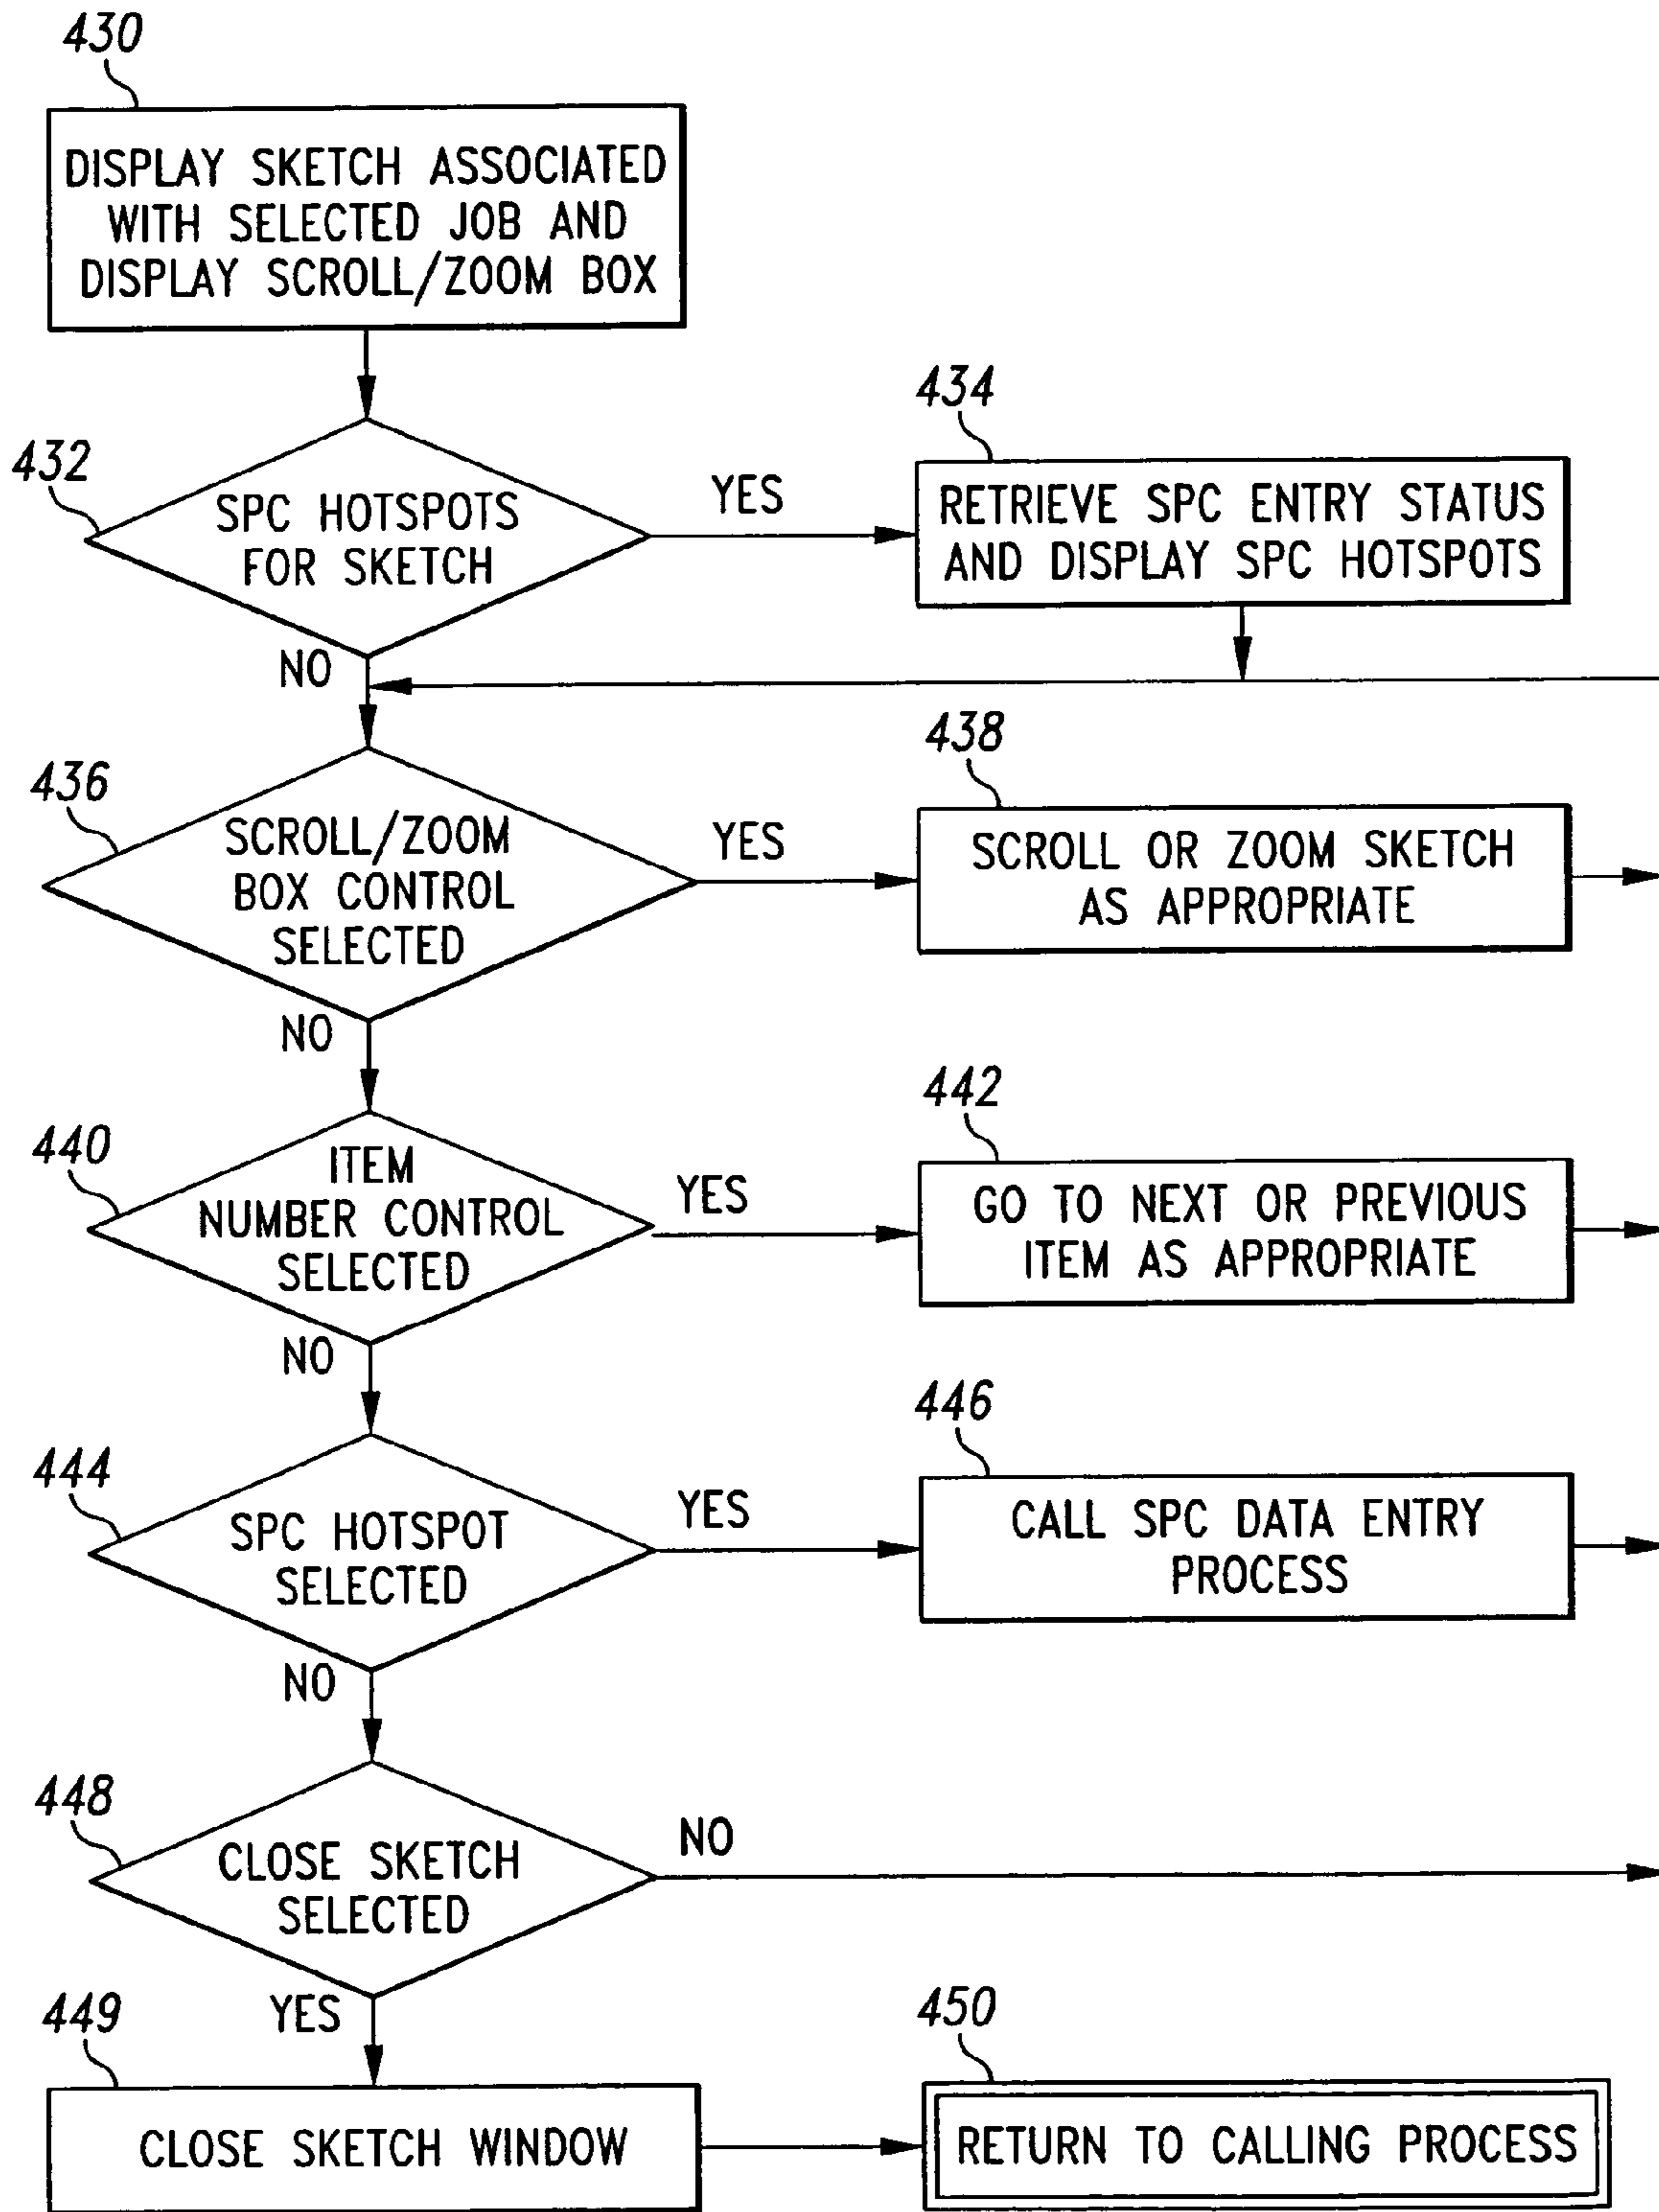 430
DISPLAY SKETCH ASSOCIATED
WITH SELECTED JOB AND
DISPLAY SCROLL/ZOOM BOX
432
SPC HOTSPOTS
FOR SKETCH
YES
NO
434
RETRIEVE SPC ENTRY STATUS
AND DISPLAY SPC HOTSPOTS
436
SCROLL/ZOOM
BOX CONTROL
SELECTED
YES
NO
438
SCROLL OR ZOOM SKETCH
AS APPROPRIATE
440
ITEM
NUMBER CONTROL
SELECTED
YES
NO
442
GO TO NEXT OR PREVIOUS
ITEM AS APPROPRIATE
444
SPC HOTSPOT
SELECTED
YES
NO
446
CALL SPC DATA ENTRY
PROCESS
448
CLOSE SKETCH
SELECTED
NO
YES
449
CLOSE SKETCH WINDOW
450
RETURN TO CALLING PROCESS